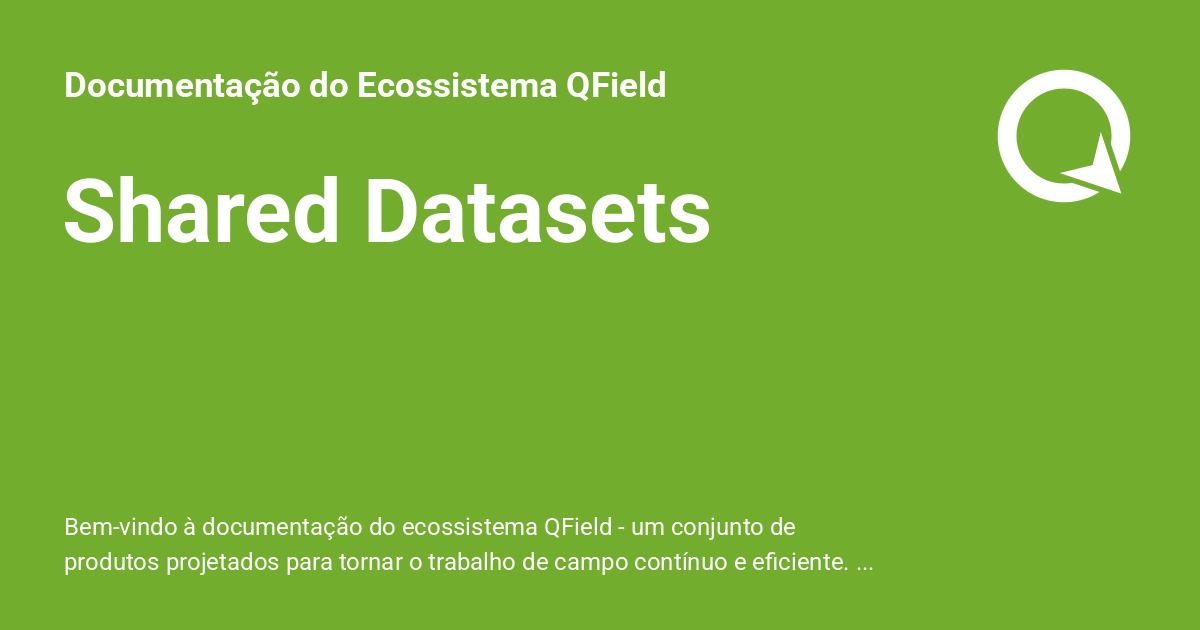 Documentação do Ecossistema QField
Shared Datasets
Bem-vindo à documentação do ecossistema QField - um conjunto de
produtos projetados para tornar o trabalho de campo contínuo e eficiente. ...